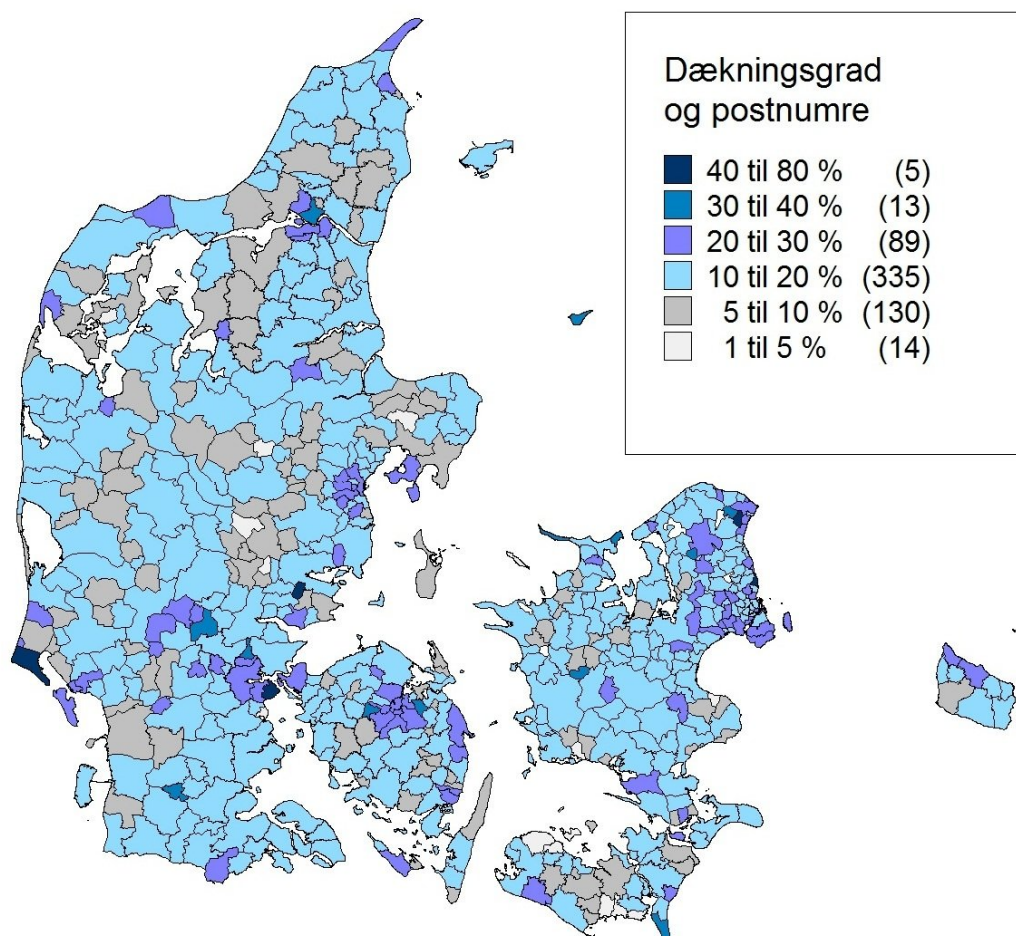 Dækningsgrad
og postnumre
40 til 80 % (5)
30 til 40 % (13)
20 til 30 % (89)
10 til 20 % (335)
5 til 10 % (130)
1 til 5 % (14)